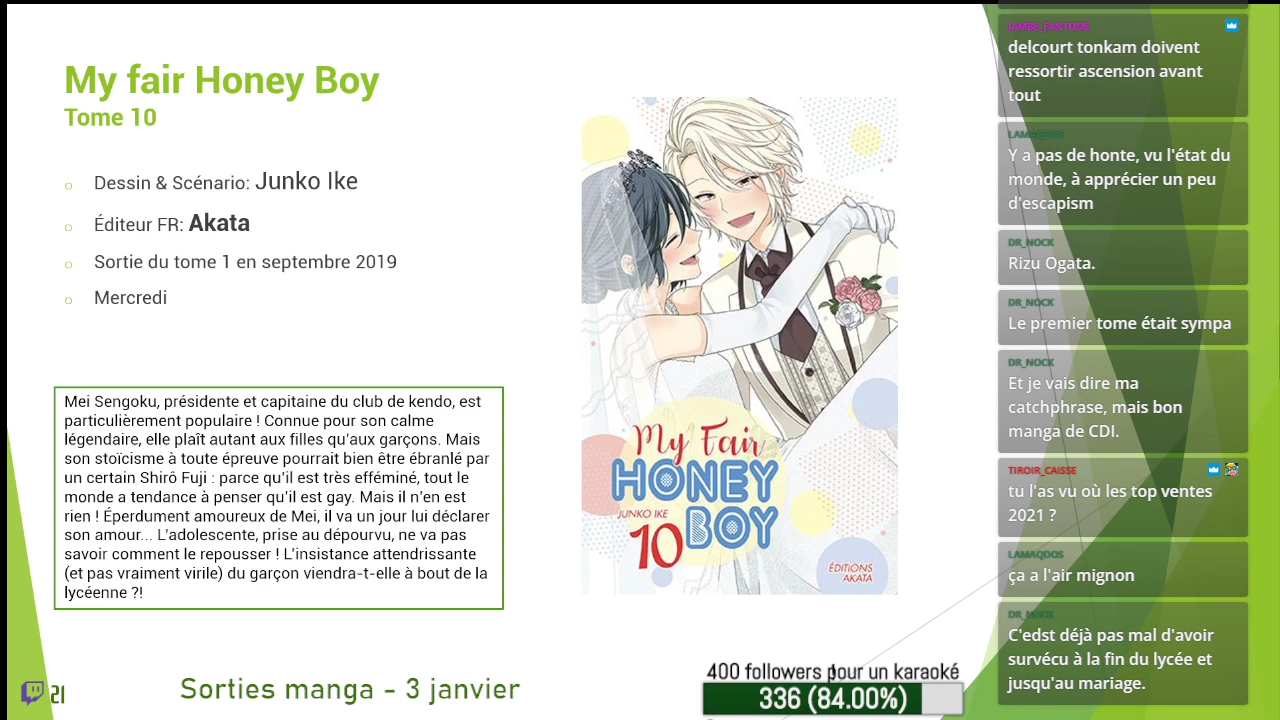 My fair Honey Boy
Tome 10
Dessin & Scénario: Junko Ike
Éditeur FR: Akata
Sortie du tome 1 en septembre 2019
Mercredi
Mei Sengoku, présidente et capitaine du club de kendo, est
particulièrement populaire ! Connue pour son calme
légendaire, elle plaît autant aux filles qu'aux garçons. Mais
son stoïcisme à toute épreuve pourrait bien être ébranlé par
un certain Shirô Fuji : parce qu'il est très efféminé, tout le
monde a tendance à penser qu'il est gay. Mais il n'en est
rien ! Éperdument amoureux de Mei, il va un jour lui déclarer
son amour... L'adolescente, prise au dépourvu, ne va pas
savoir comment le repousser ! L'insistance attendrissante
(et pas vraiment virile) du garçon viendra-t-elle à bout de la
lycéenne ?!
My Fair
HONEY
BOY
JUNKO IKE
10
ÉDITIONS
AKATA
21
Sorties manga - 3 janvier
400 followers pour un karaoké
336 (84.00%)
JAMBE_FANTOME
delcourt tonkam doivent
ressortir ascension avant
tout
LAMAQDOS
Y a pas de honte, vu l'état du
monde, à apprécier un peu
d'escapism
DR_NOCK
Rizu Ogata.
DR_NOCK
Le premier tome était sympa
DR_NOCK
Et je vais dire ma
catchphrase, mais bon
manga de CDI.
TIROIR_CAISSE
tu l'as vu où les top ventes
2021 ?
LAMAQDOS
ça a l'air mignon
DR_NOCK
C'edst déjà pas mal d'avoir
survécu à la fin du lycée et
jusqu'au mariage.